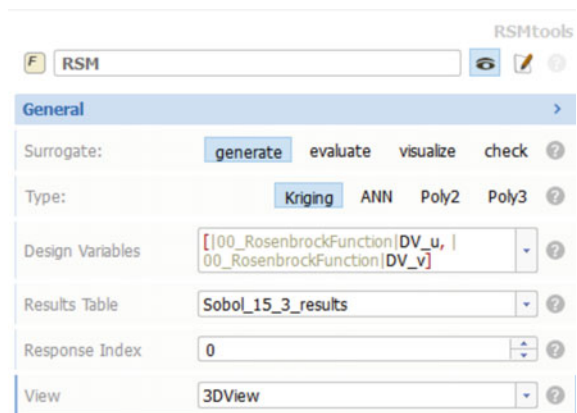 RSMtools
F RSM
General
Surrogate: generate evaluate visualize check
Type: Kriging ANN Poly2 Poly3
Design Variables [|00_RosenbrockFunction|DV_u, |
00_RosenbrockFunction|DV_v]
Results Table Sobol_15_3_results
Response Index 0
View 3DView